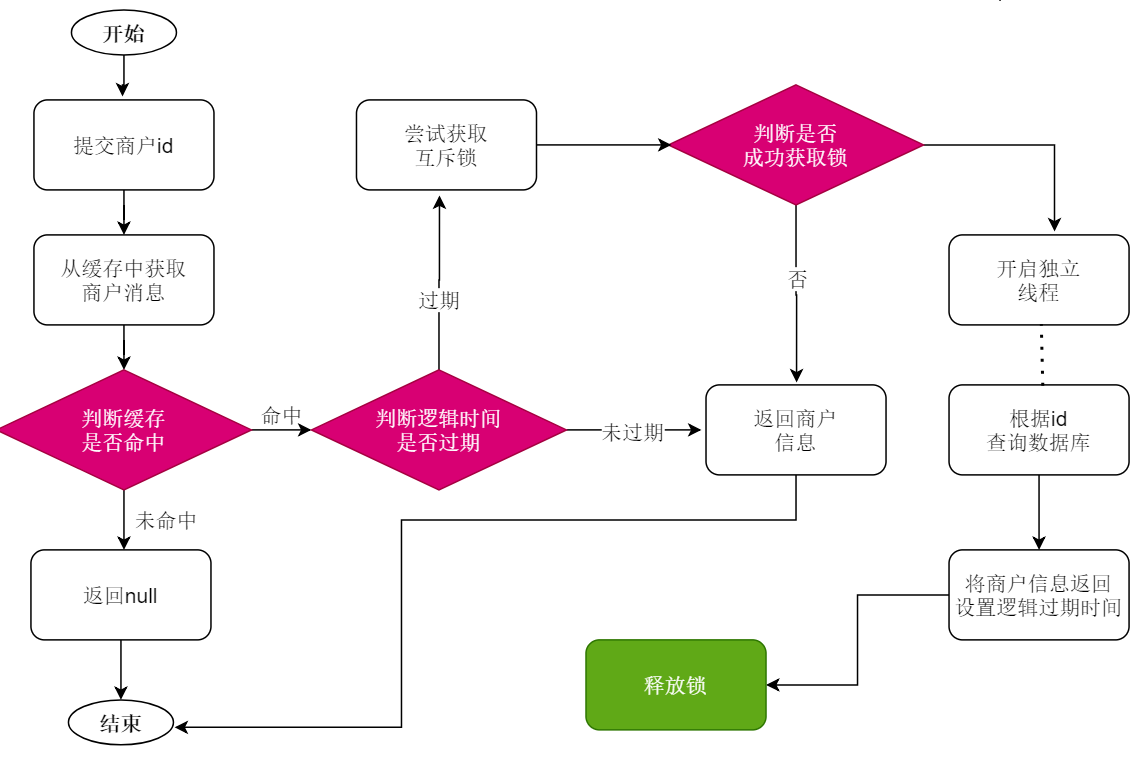 开始
提交商户id
从缓存中获取
商户消息
判断缓存
是否命中
未命中
返回null
结束
命中
判断逻辑时间
是否过期
过期
尝试获取
互斥锁
判断是否
成功获取锁
否
未过期
返回商户
信息
开启独立
线程
根据id
查询数据库
将商户信息返回
设置逻辑过期时间
释放锁